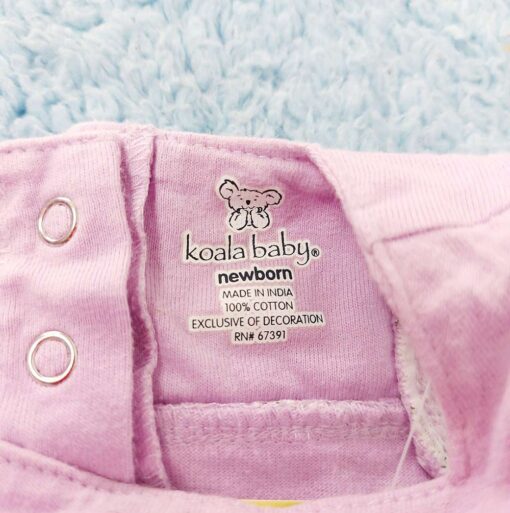 koala baby®
newborn
MADE IN INDIA
100% COTTON
EXCLUSIVE OF DECORATION
RN# 67391